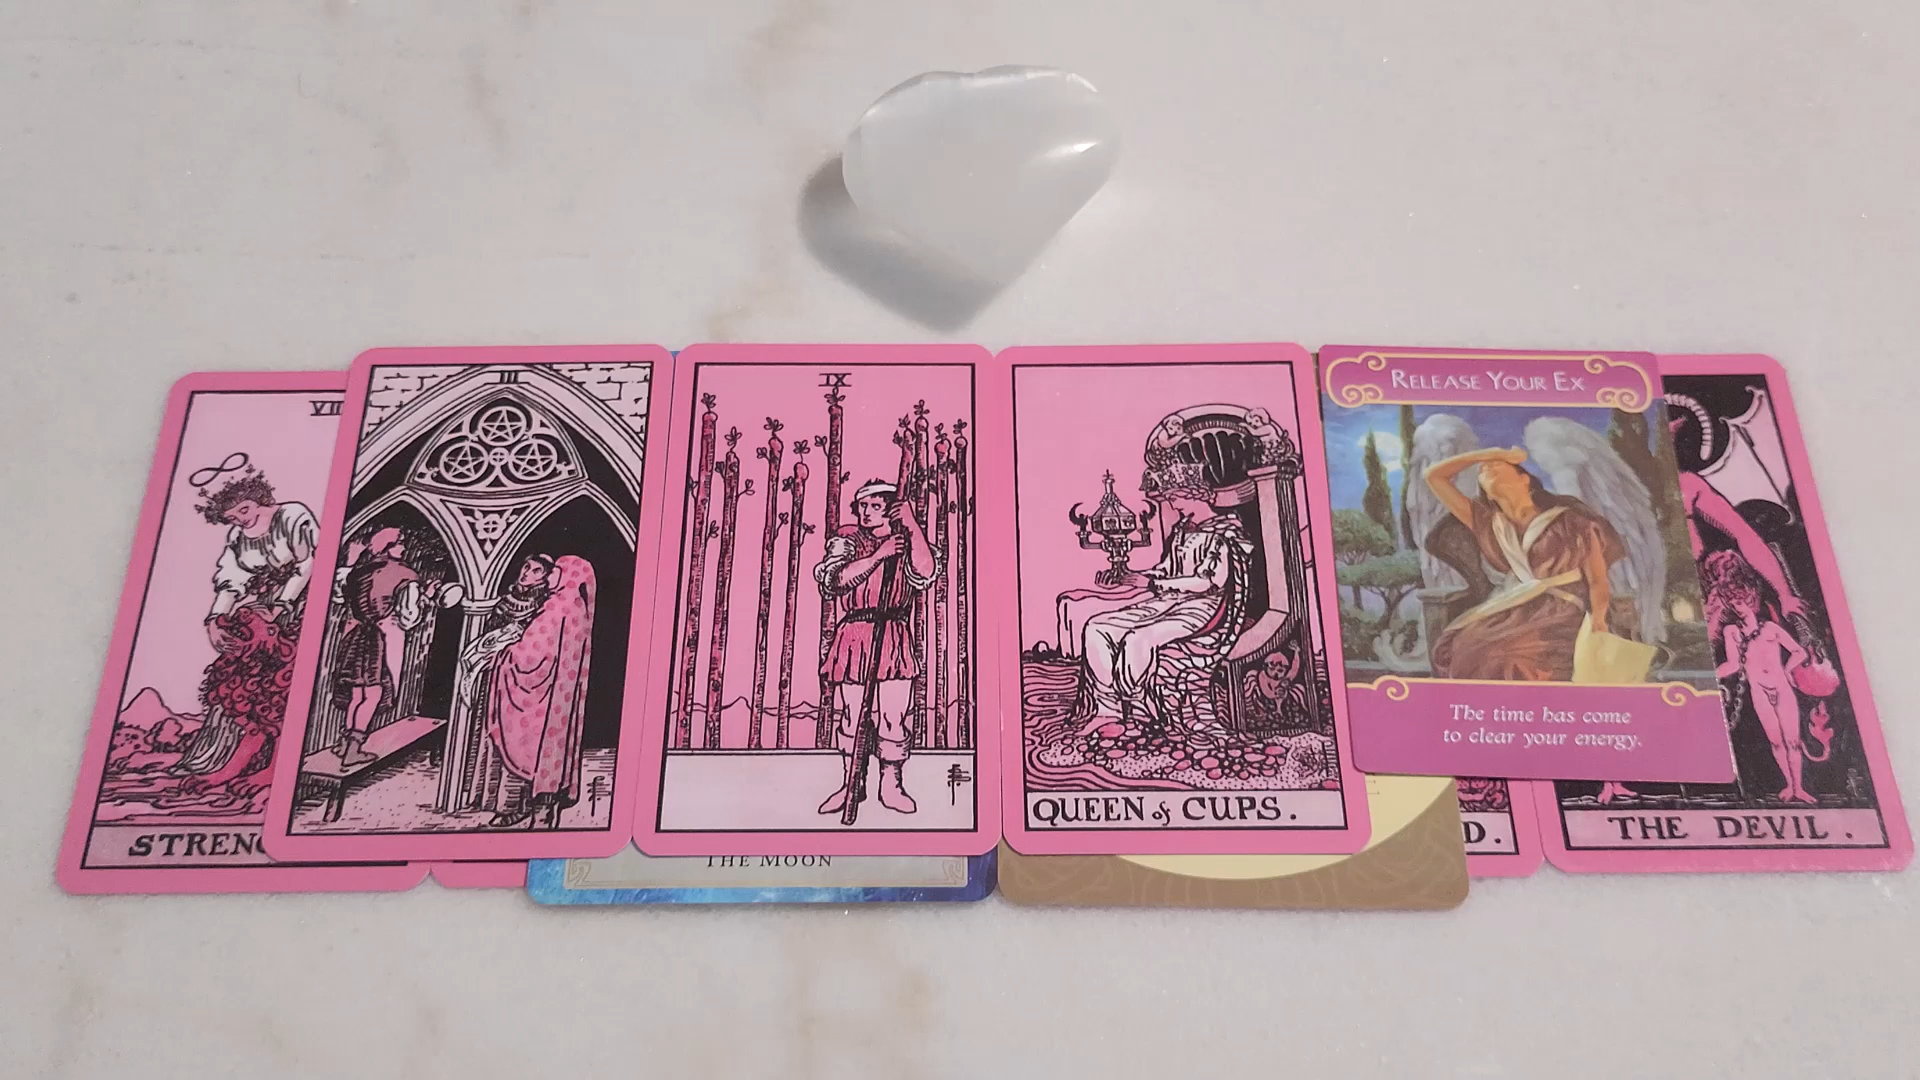 VII
STRENG
IX
THE MOON
QUEEN of CUPS.
RELEASE YOUR EX
The time has come
to clear your energy.
D.
THE DEVIL.